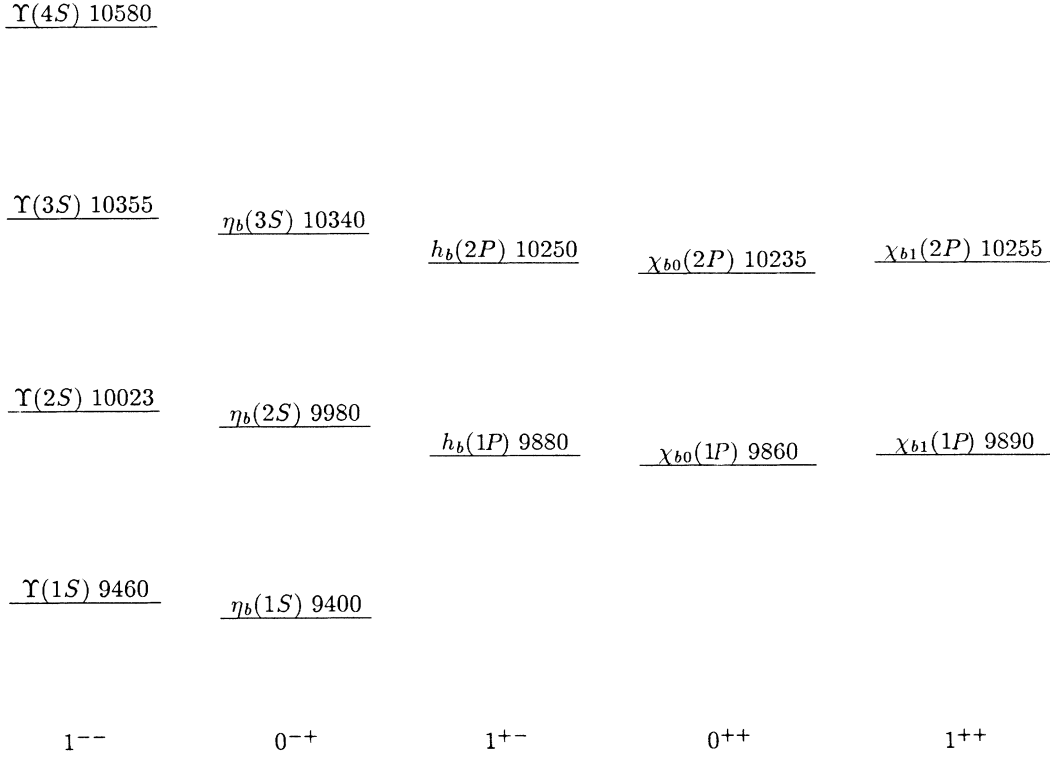 ϒ(4S) 10580
ϒ(3S) 10355
η_b(3S) 10340
h_b(2P) 10250
χ_b0(2P) 10235
χ_b1(2P) 10255
ϒ(2S) 10023
η_b(2S) 9980
h_b(1P) 9880
χ_b0(1P) 9860
χ_b1(1P) 9890
ϒ(1S) 9460
η_b(1S) 9400
1^−− 0^−+ 1^+− 0^++ 1^++